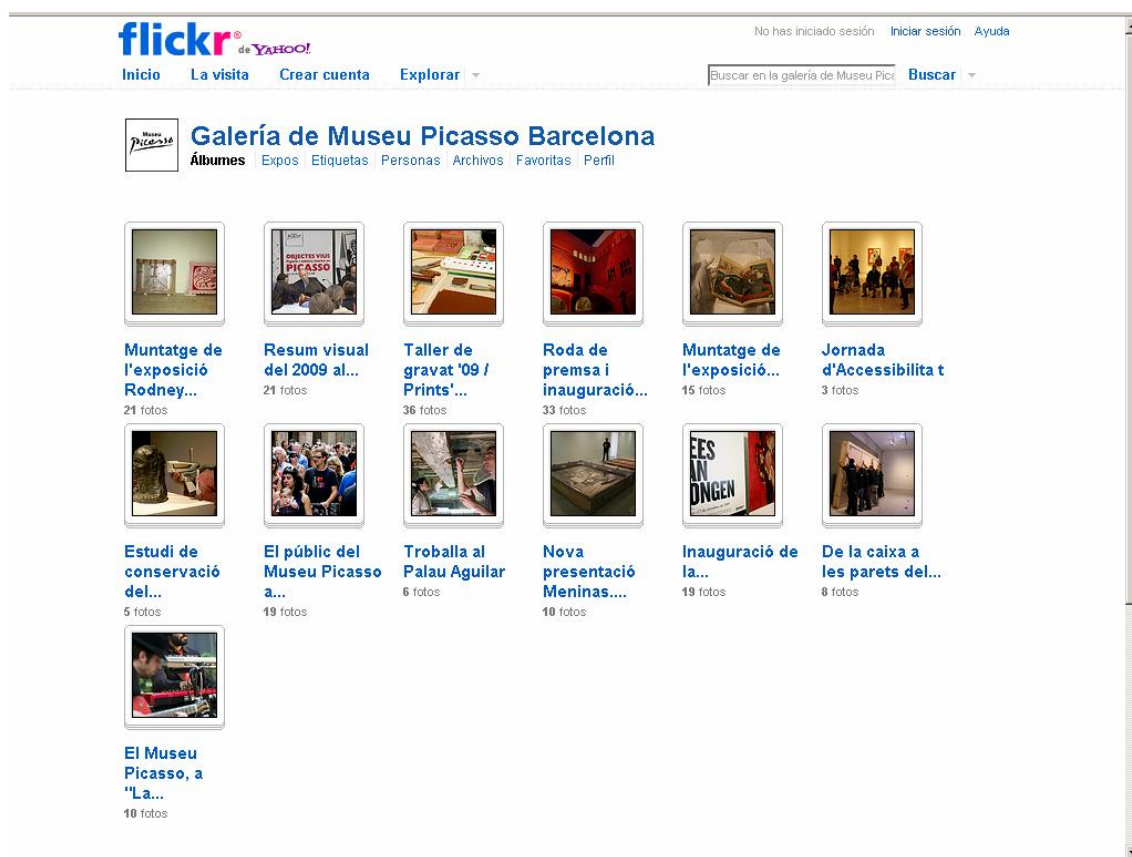 flickr® de YAHOO!
No has iniciado sesión Iniciar sesión Ayuda
Inicio La visita Crear cuenta Explorar
Buscar en la galería de Museu Pica Buscar
Museu Picasso
Galería de Museu Picasso Barcelona
Álbumes Expos Etiquetas Personas Archivos Favoritas Perfil
OBJECTES VIUS
PICASSO
Muntatge de
l'exposició
Rodney...
21 fotos
Resum visual
del 2009 al...
21 fotos
Taller de
gravat '09 /
Prints'...
36 fotos
Roda de
premsa i
inauguració...
33 fotos
Muntatge de
l'exposició...
15 fotos
Jornada
d'Accessibilita t
3 fotos
EES
AN
ONGEN
Estudi de
conservació
del...
5 fotos
El públic del
Museu Picasso
a...
19 fotos
Troballa al
Palau Aguilar
6 fotos
Nova
presentació
Meninas....
10 fotos
Inauguració de
la...
19 fotos
De la caixa a
les parets del...
8 fotos
El Museu
Picasso, a
"La...
10 fotos